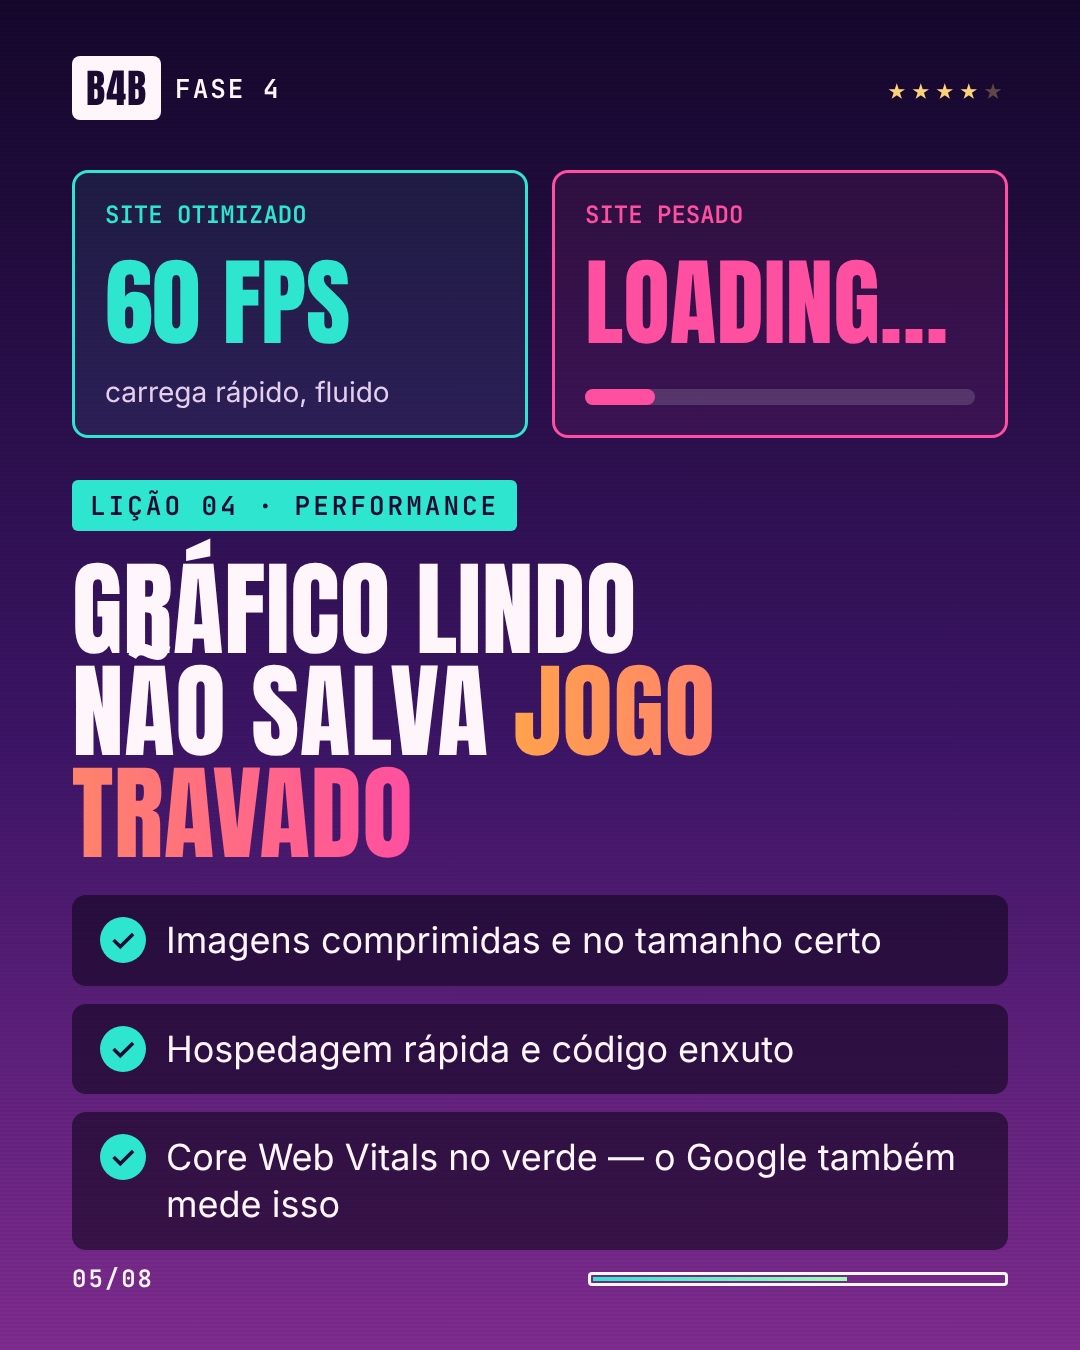 B4B FASE 4
★★★★★
SITE OTIMIZADO
60 FPS
carrega rápido, fluido
SITE PESADO
LOADING...
LIÇÃO 04 · PERFORMANCE
GRÁFICO LINDO
NÃO SALVA JOGO
TRAVADO
Imagens comprimidas e no tamanho certo
Hospedagem rápida e código enxuto
Core Web Vitals no verde — o Google também
mede isso
05/08